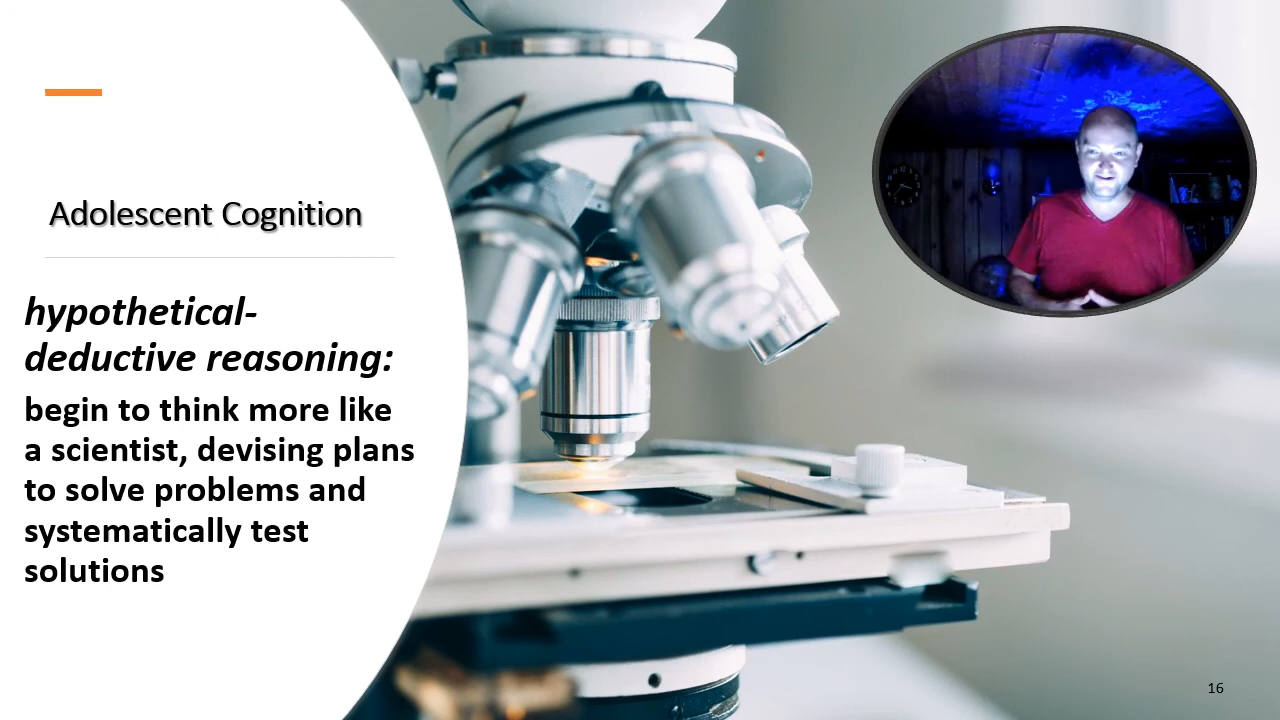 Adolescent Cognition
hypothetical-
deductive reasoning:
begin to think more like
a scientist, devising plans
to solve problems and
systematically test
solutions
16